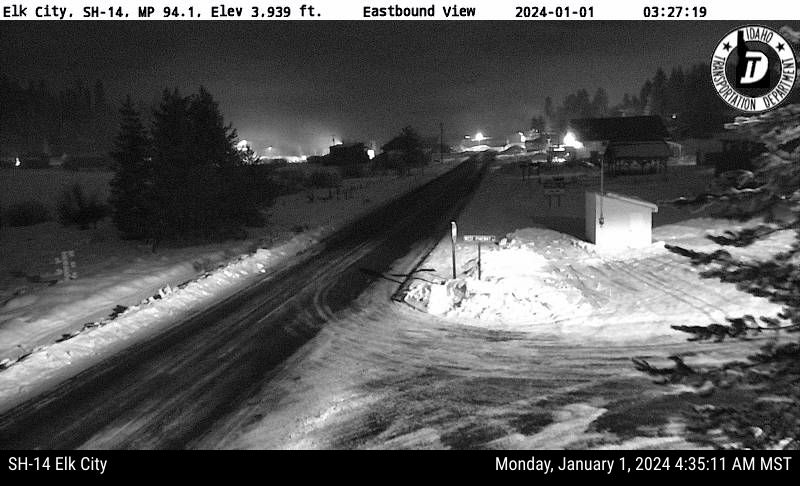 Elk City, SH-14, MP 94.1, Elev 3,939 ft. Eastbound View 2024-01-01 03:27:19
IDAHO
TRANSPORTATION DEPARTMENT
SH-14 Elk City
Monday, January 1, 2024 4:35:11 AM MST